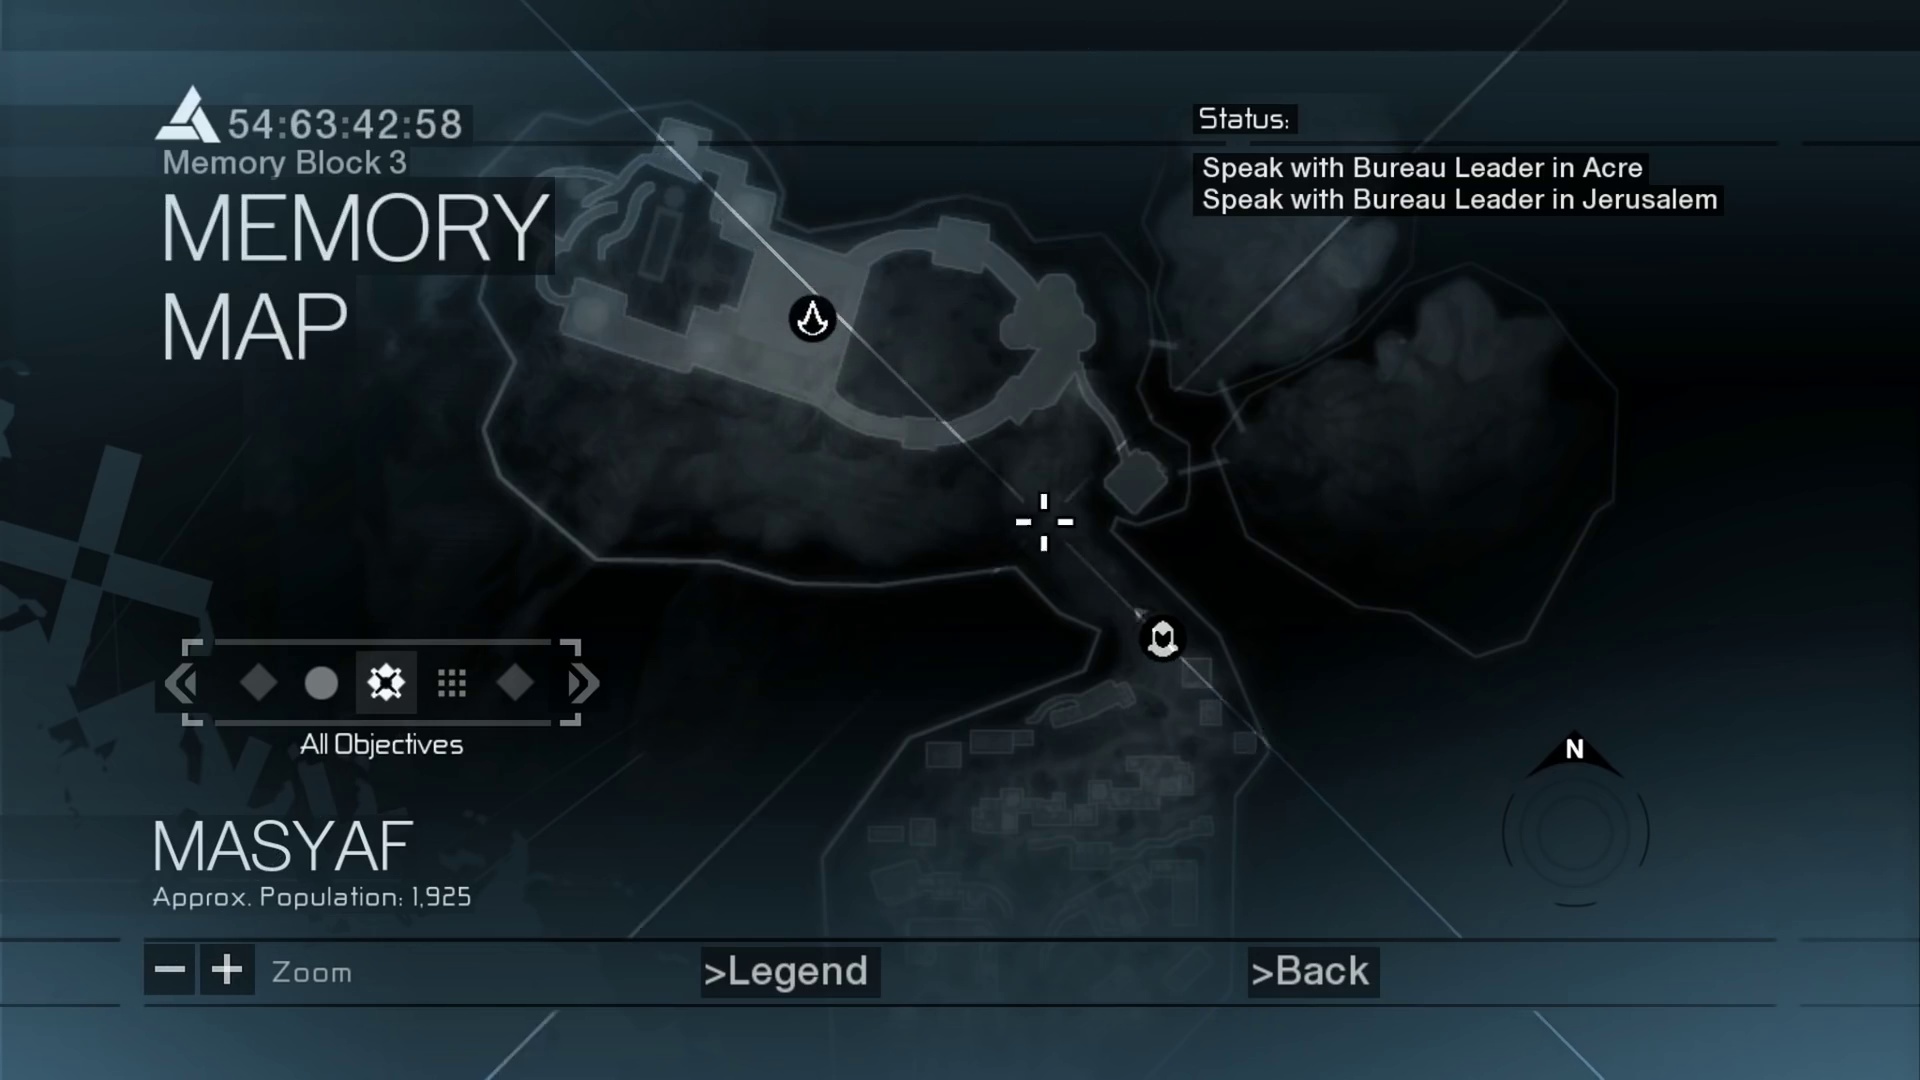 54:63:42:58
Memory Block 3
MEMORY
MAP
Status:
Speak with Bureau Leader in Acre
Speak with Bureau Leader in Jerusalem
All Objectives
N
MASYAF
Approx. Population: 1,925
− + Zoom
>Legend
>Back